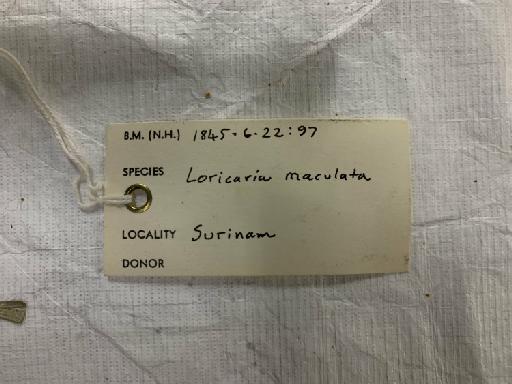 B.M. (N.H.) 1845.6.22:97
SPECIES Loricaria maculata
LOCALITY Surinam
DONOR